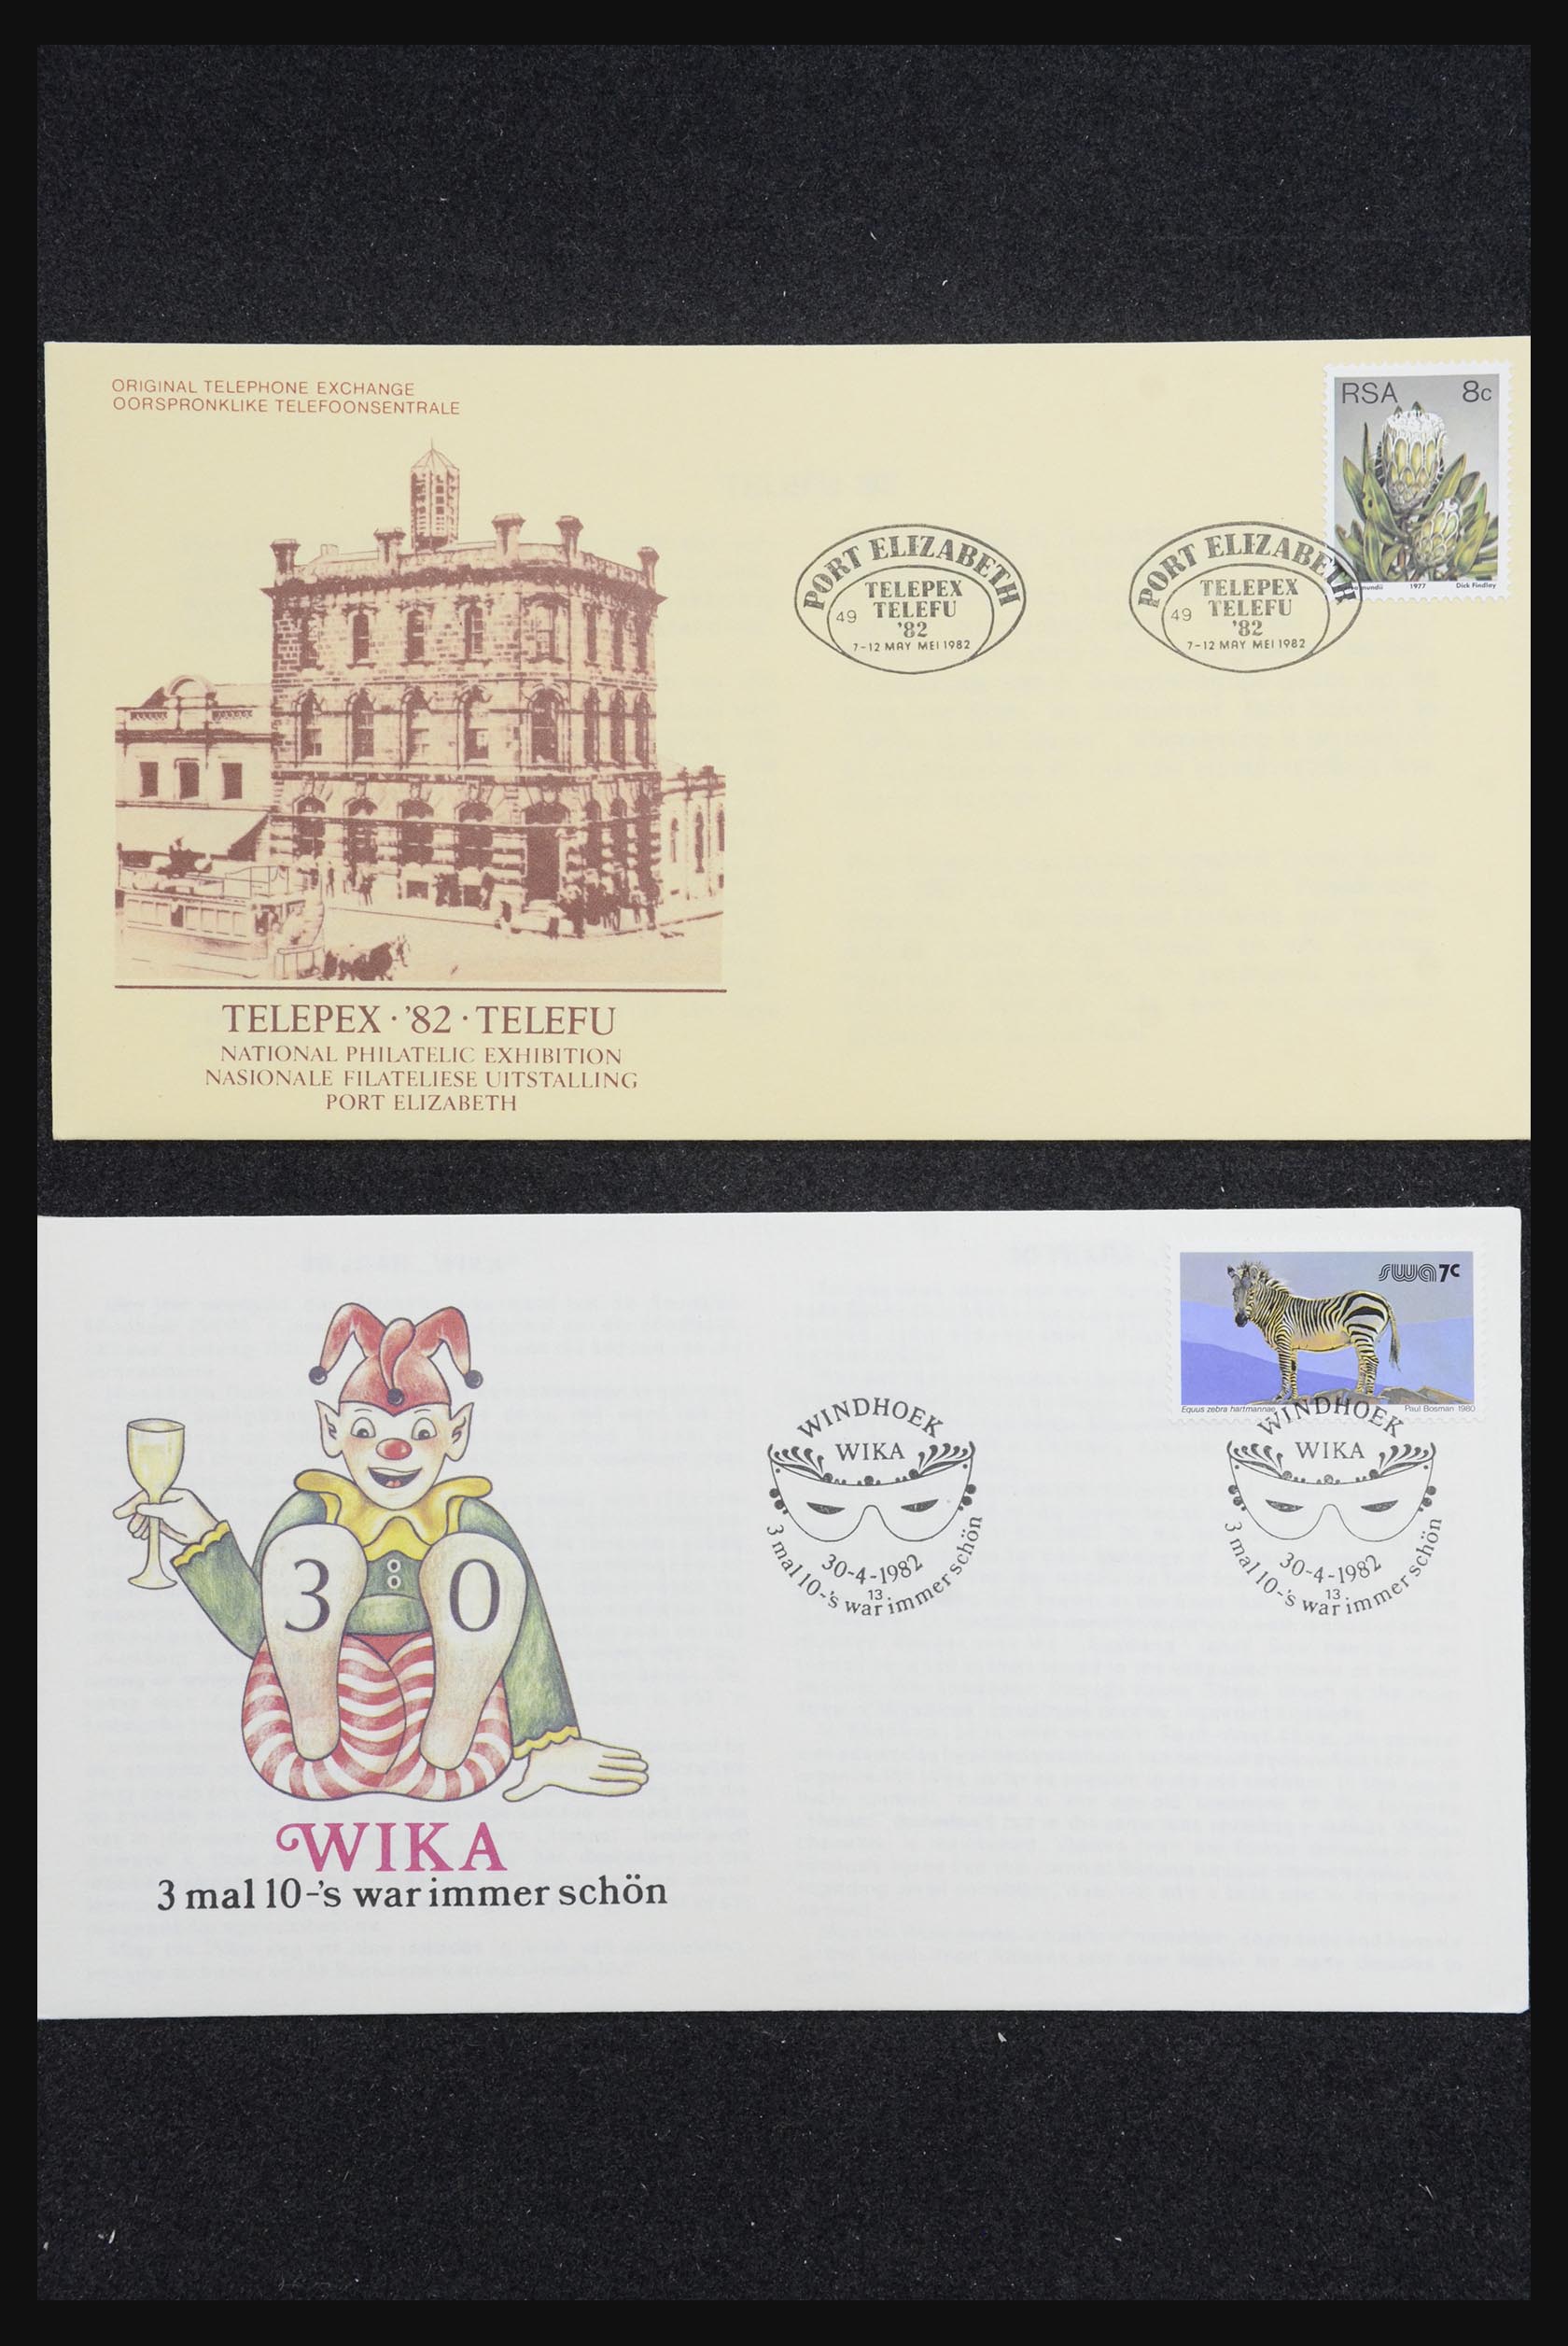 ORIGINAL TELEPHONE EXCHANGE
OORSPRONKLIKE TELEFOONSENTRALE
RSA 8c
1977 Dick Findlay
PORT ELIZABETH
TELEPEX
49 TELEFU
'82
7-12 MAY MEI 1982
PORT ELIZABETH
TELEPEX
49 TELEFU
'82
7-12 MAY MEI 1982
TELEPEX · '82 · TELEFU
NATIONAL PHILATELIC EXHIBITION
NASIONALE FILATELIESE UITSTALLING
PORT ELIZABETH
swa 7c
Equus zebra hartmannae Paul Bosman 1980
WINDHOEK
WIKA
30-4-1982
13
3 mal 10-'s war immer schön
WINDHOEK
WIKA
30-4-1982
13
3 mal 10-'s war immer schön
3 0
WIKA
3 mal 10-'s war immer schön